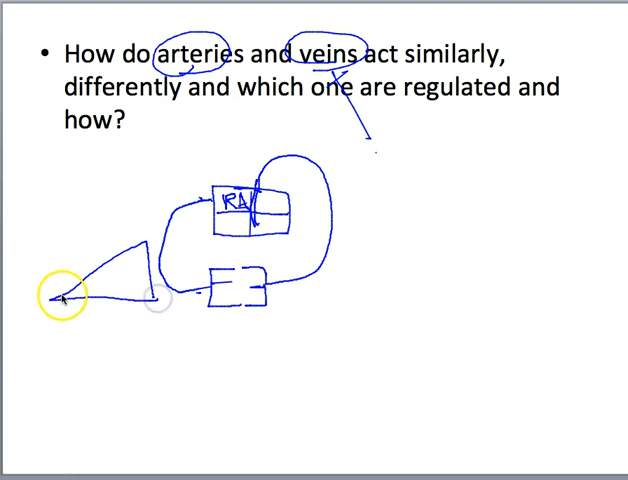 • How do arteries and veins act similarly,
differently and which one are regulated and
how?
RA